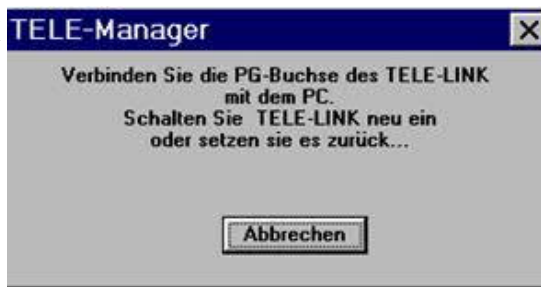 TELE-Manager
Verbinden Sie die PG-Buchse des TELE-LINK
mit dem PC.
Schalten Sie TELE-LINK neu ein
oder setzen sie es zurück...
Abbrechen